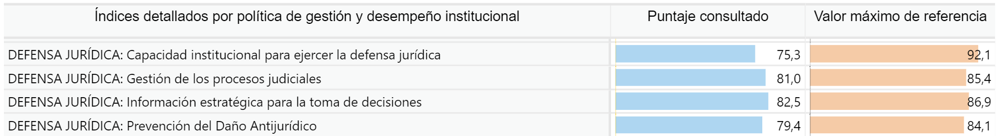 Índices detallados por política de gestión y desempeño institucional Puntaje consultado Valor máximo de referencia
DEFENSA JURÍDICA: Capacidad institucional para ejercer la defensa jurídica 75,3 92,1
DEFENSA JURÍDICA: Gestión de los procesos judiciales 81,0 85,4
DEFENSA JURÍDICA: Información estratégica para la toma de decisiones 82,5 86,9
DEFENSA JURÍDICA: Prevención del Daño Antijurídico 79,4 84,1